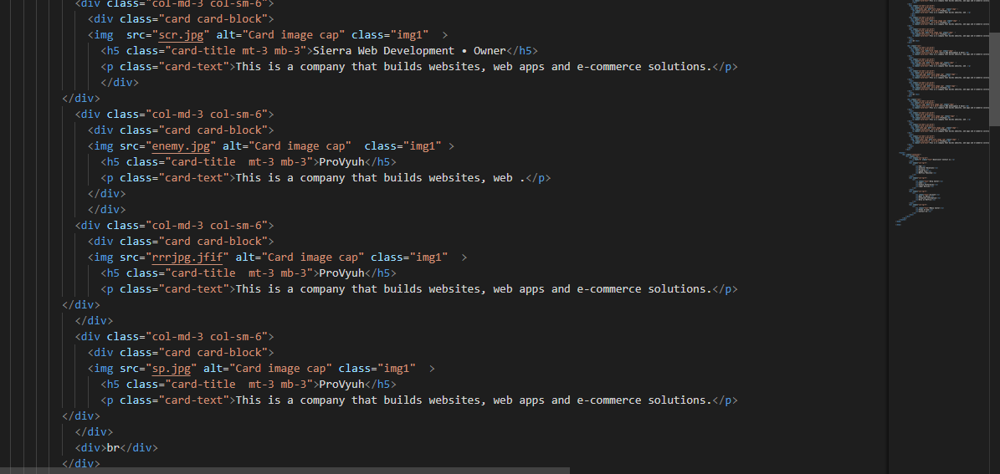 <div class="col-md-3 col-sm-6">
<div class="card card-block">
<img  src="scr.jpg" alt="Card image cap" class="img1"  >
<h5 class="card-title mt-3 mb-3">Sierra Web Development • Owner</h5>
<p class="card-text">This is a company that builds websites, web apps and e-commerce solutions.</p>
</div>
</div>
<div class="col-md-3 col-sm-6">
<div class="card card-block">
<img src="enemy.jpg" alt="Card image cap"  class="img1" >
<h5 class="card-title  mt-3 mb-3">ProVyuh</h5>
<p class="card-text">This is a company that builds websites, web .</p>
</div>
</div>
<div class="col-md-3 col-sm-6">
<div class="card card-block">
<img src="rrrjpg.jfif" alt="Card image cap" class="img1"  >
<h5 class="card-title  mt-3 mb-3">ProVyuh</h5>
<p class="card-text">This is a company that builds websites, web apps and e-commerce solutions.</p>
</div>
</div>
<div class="col-md-3 col-sm-6">
<div class="card card-block">
<img src="sp.jpg" alt="Card image cap" class="img1"  >
<h5 class="card-title  mt-3 mb-3">ProVyuh</h5>
<p class="card-text">This is a company that builds websites, web apps and e-commerce solutions.</p>
</div>
</div>
<div>br</div>
</div>